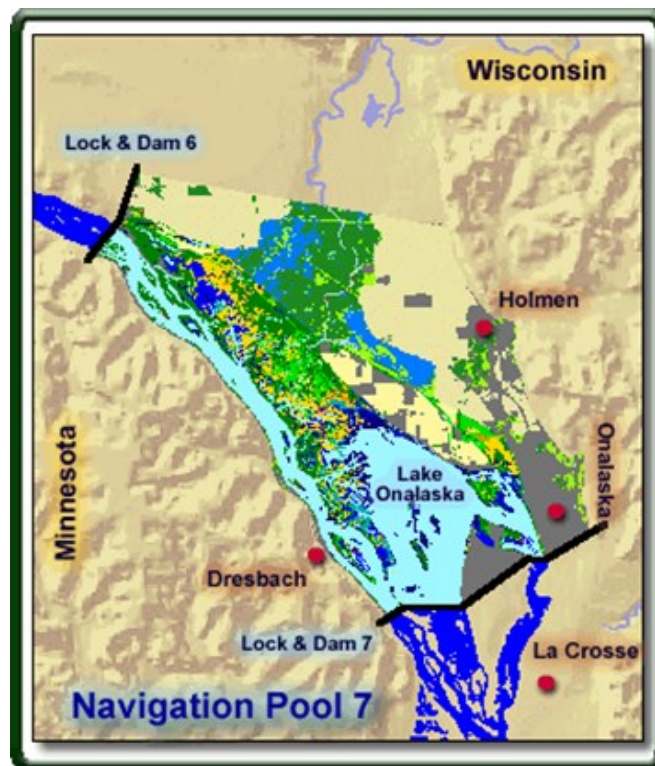 Wisconsin
Lock & Dam 6
Holmen
Minnesota
Onalaska
Lake
Onalaska
Dresbach
Lock & Dam 7
La Crosse
Navigation Pool 7